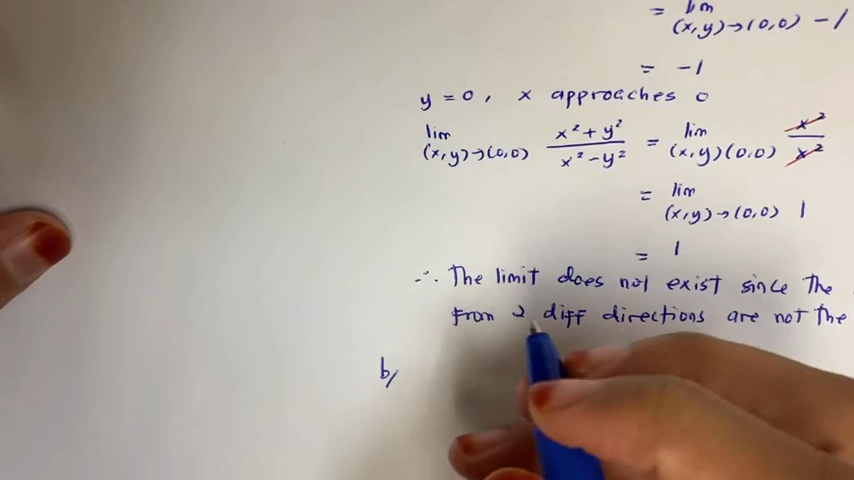 = lim
(x,y)→(0,0) -1
= -1
y = 0, x approaches 0
lim (x,y)→(0,0) x²+y² / x²-y² = lim (x,y)(0,0) x² / x²
= lim (x,y)→(0,0) 1
= 1
∴ The limit does not exist since the
from 2 diff directions are not the
b/